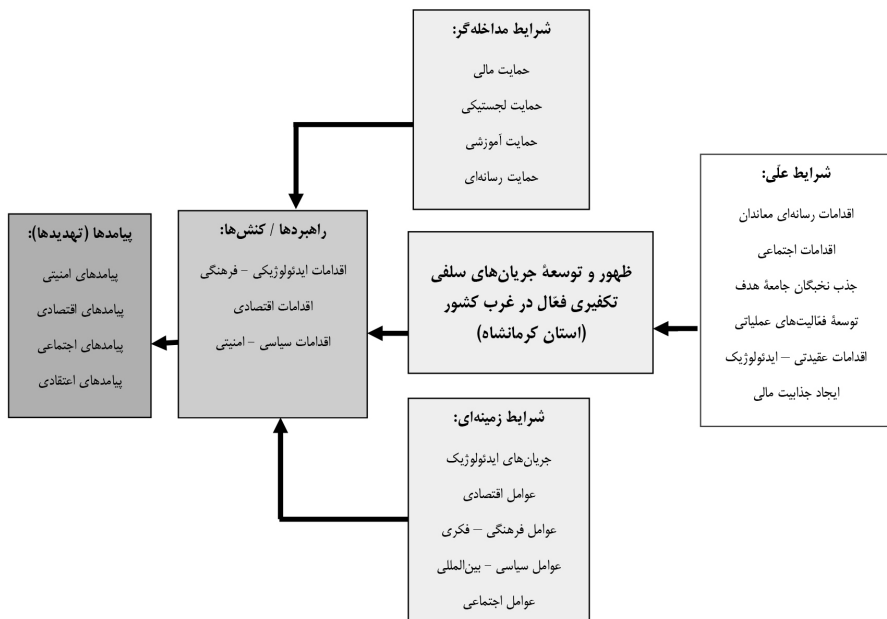 شرایط مداخله‌گر:
حمایت مالی
حمایت لجستیکی
حمایت آموزشی
حمایت رسانه‌ای
شرایط علّی:
اقدامات رسانه‌ای معاندان
اقدامات اجتماعی
جذب نخبگان جامعهٔ هدف
توسعهٔ فعّالیت‌های عملیاتی
اقدامات عقیدتی – ایدئولوژیک
ایجاد جذابیت مالی
ظهور و توسعهٔ جریان‌های سلفی
تکفیری فعّال در غرب کشور
(استان کرمانشاه)
راهبردها / کنش‌ها:
اقدامات ایدئولوژیکی – فرهنگی
اقدامات اقتصادی
اقدامات سیاسی – امنیتی
پیامدها (تهدیدها):
پیامدهای امنیتی
پیامدهای اقتصادی
پیامدهای اجتماعی
پیامدهای اعتقادی
شرایط زمینه‌ای:
جریان‌های ایدئولوژیک
عوامل اقتصادی
عوامل فرهنگی – فکری
عوامل سیاسی – بین‌المللی
عوامل اجتماعی